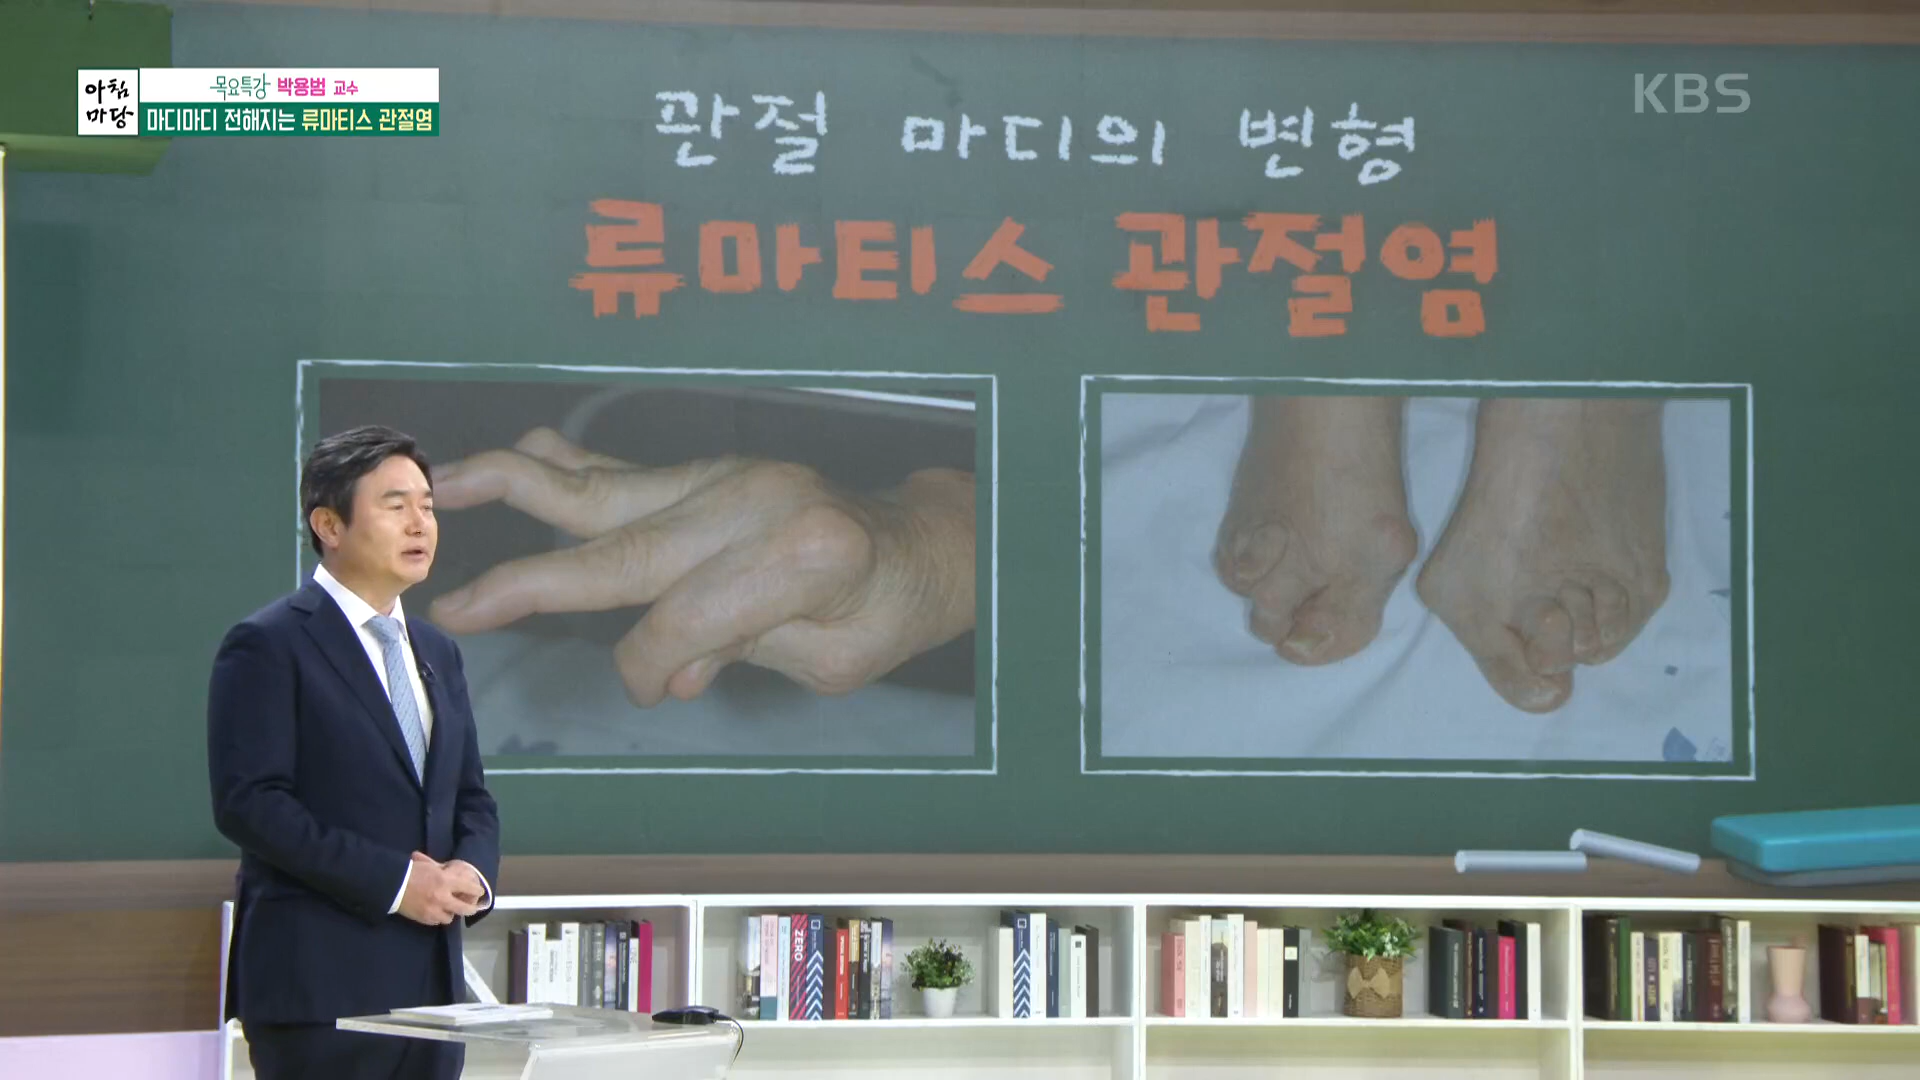 아침
마당
목요특강 박용범 교수
마디마디 전해지는 류마티스 관절염
KBS
관절 마디의 변형
류마티스 관절염
ZERO